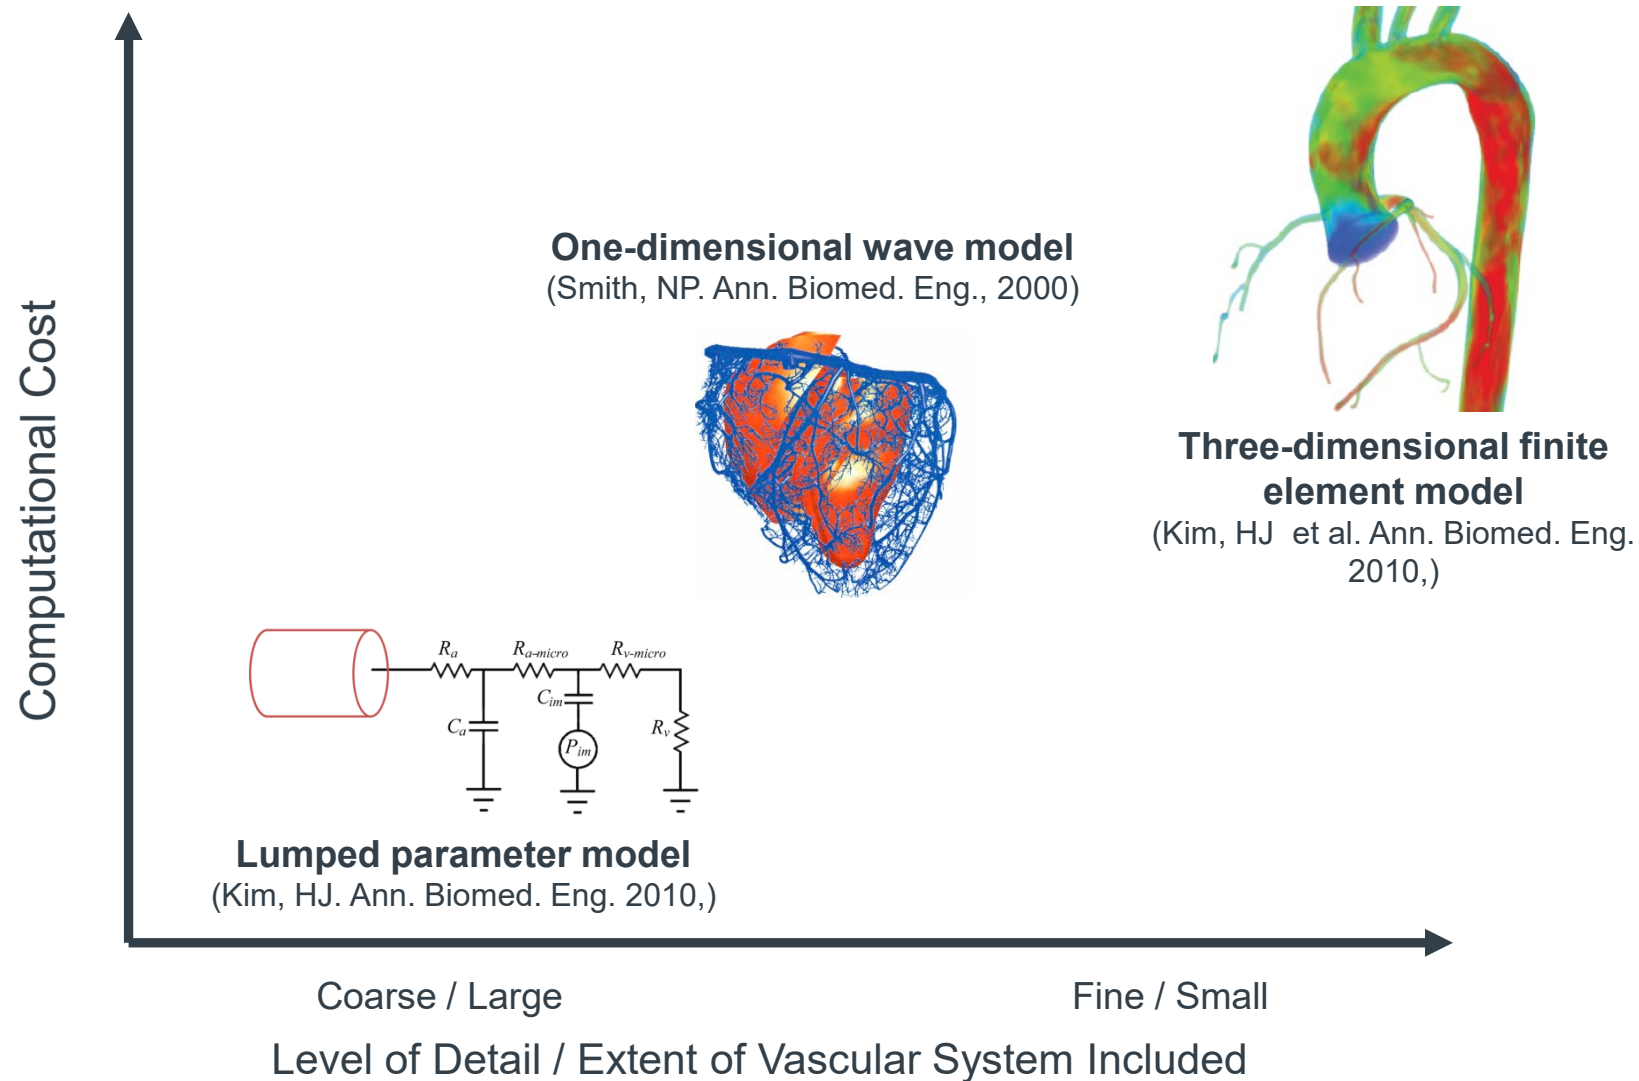 Computational Cost
One-dimensional wave model
(Smith, NP. Ann. Biomed. Eng., 2000)
Three-dimensional finite
element model
(Kim, HJ  et al. Ann. Biomed. Eng.
2010,)
Ra
Ra-micro
Rv-micro
Cim
Ca
Rv
Pim
Lumped parameter model
(Kim, HJ. Ann. Biomed. Eng. 2010,)
Coarse / Large
Fine / Small
Level of Detail / Extent of Vascular System Included